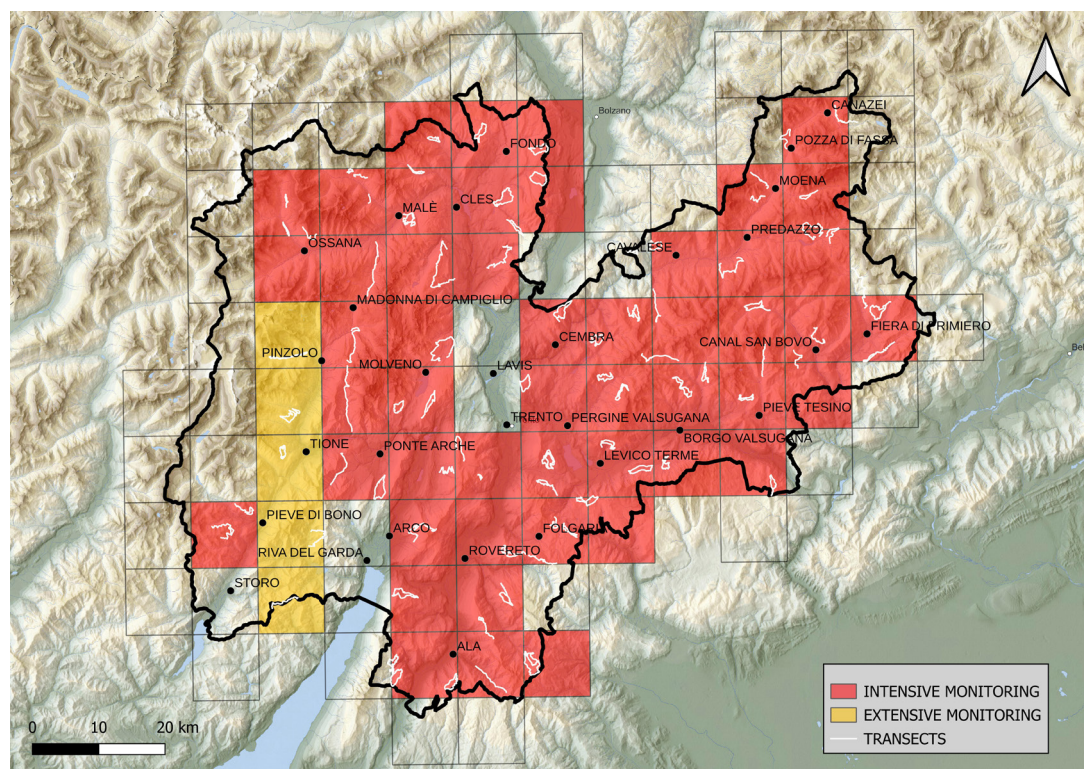 Bolzano
CANAZEI
FONDO
POZZA DI FASSA
MOENA
CLES
MALÈ
PREDAZZO
OSSANA
CAVALESE
MADONNA DI CAMPIGLIO
FIERA DI PRIMIERO
CEMBRA
CANAL SAN BOVO
PINZOLO
MOLVENO
LAVIS
Bel
PIEVE TESINO
TRENTO
PERGINE VALSUGANA
BORGO VALSUGANA
TIONE
PONTE ARCHE
LEVICO TERME
PIEVE DI BONO
ARCO
FOLGARIA
RIVA DEL GARDA
ROVERETO
STORO
ALA
INTENSIVE MONITORING
EXTENSIVE MONITORING
TRANSECTS
0 10 20 km